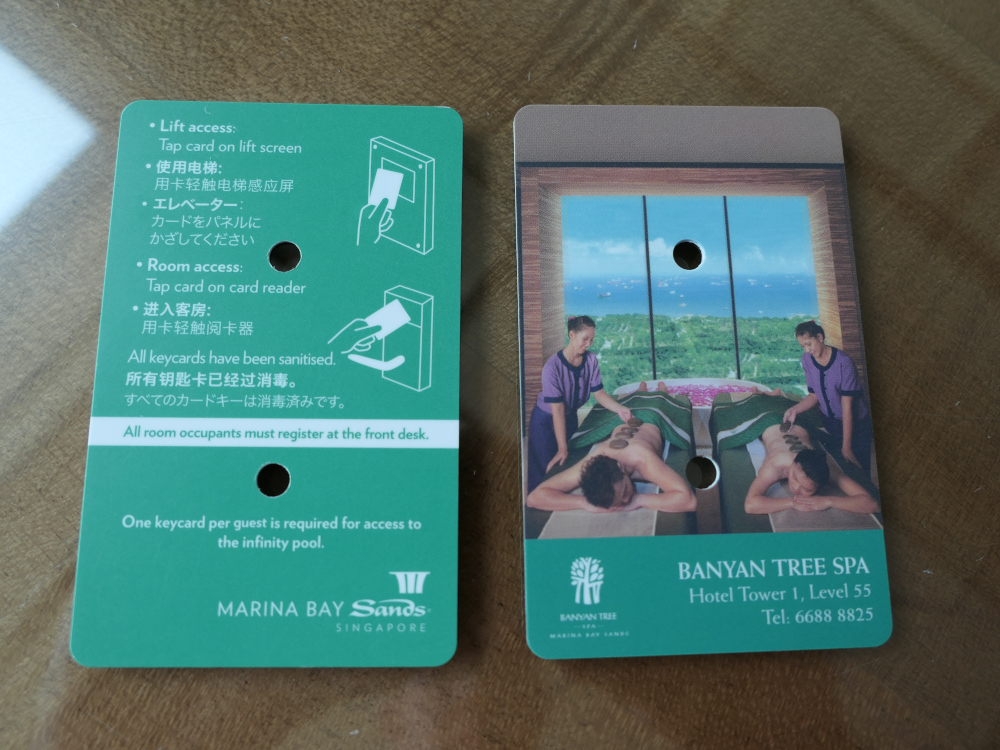 • Lift access:
Tap card on lift screen
• 使用电梯:
用卡轻触电梯感应屏
• エレベーター:
カードをパネルに
かざしてください
• Room access:
Tap card on card reader
• 进入客房:
用卡轻触阅卡器
All keycards have been sanitised.
所有钥匙卡已经过消毒。
すべてのカードキーは消毒済みです。
All room occupants must register at the front desk.
One keycard per guest is required for access to
the infinity pool.
MARINA BAY Sands
SINGAPORE
BANYAN TREE SPA
Hotel Tower 1, Level 55
Tel: 6688 8825
BANYAN TREE
SPA
MARINA BAY SANDS